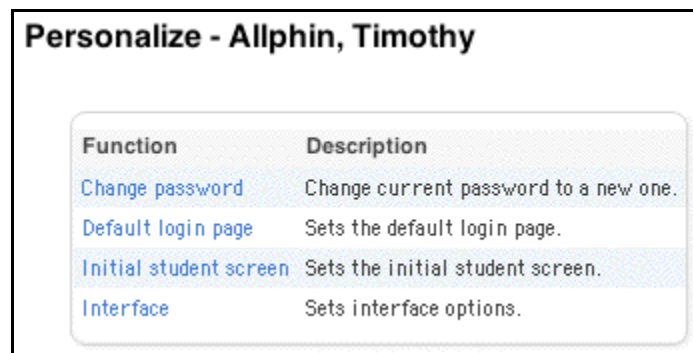 Personalize - Allphin, Timothy
Function Description
Change password Change current password to a new one.
Default login page Sets the default login page.
Initial student screen Sets the initial student screen.
Interface Sets interface options.